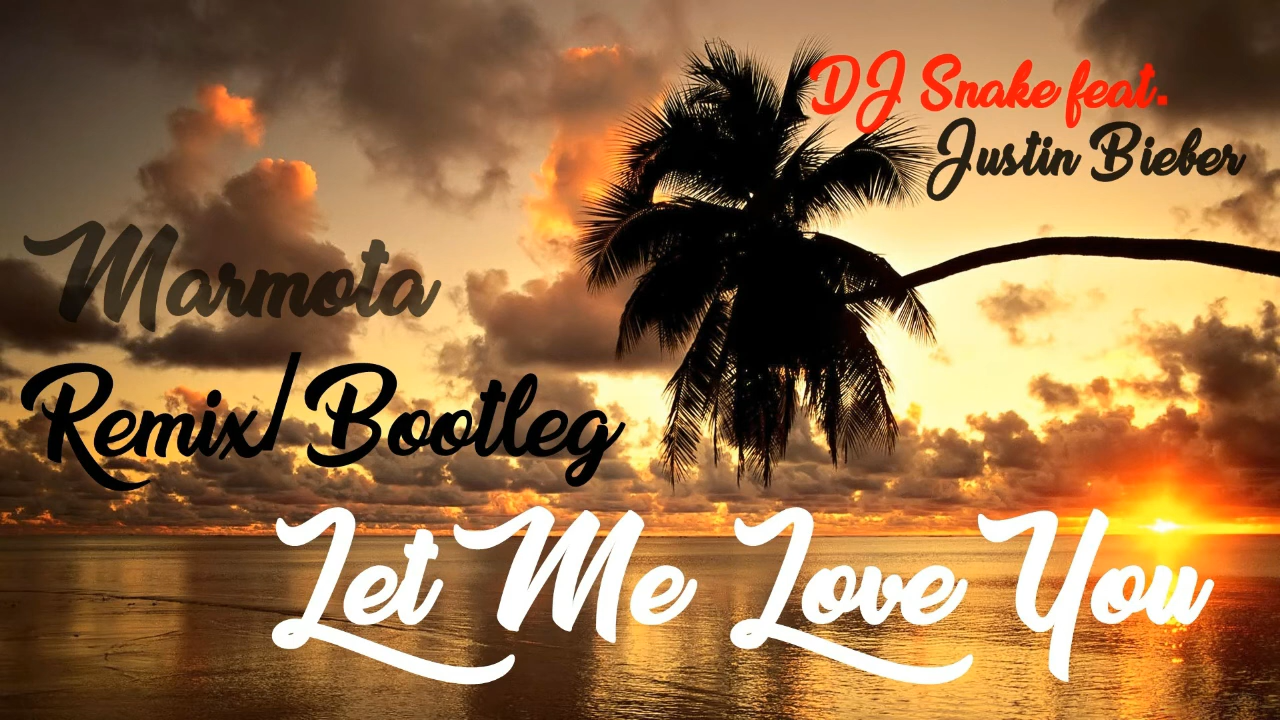 DJ Snake feat.
Justin Bieber
Marmota
Remix/Bootleg
Let Me Love You